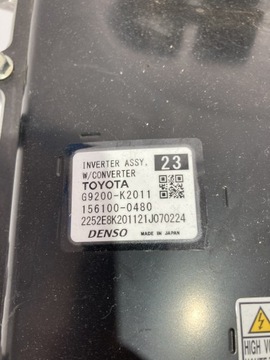 INVERTER ASSY,
W/CONVERTER
23
TOYOTA
G9200-K2011
156100-0480
2252E8K201121J070224
DENSO MADE IN JAPAN
HIGH V